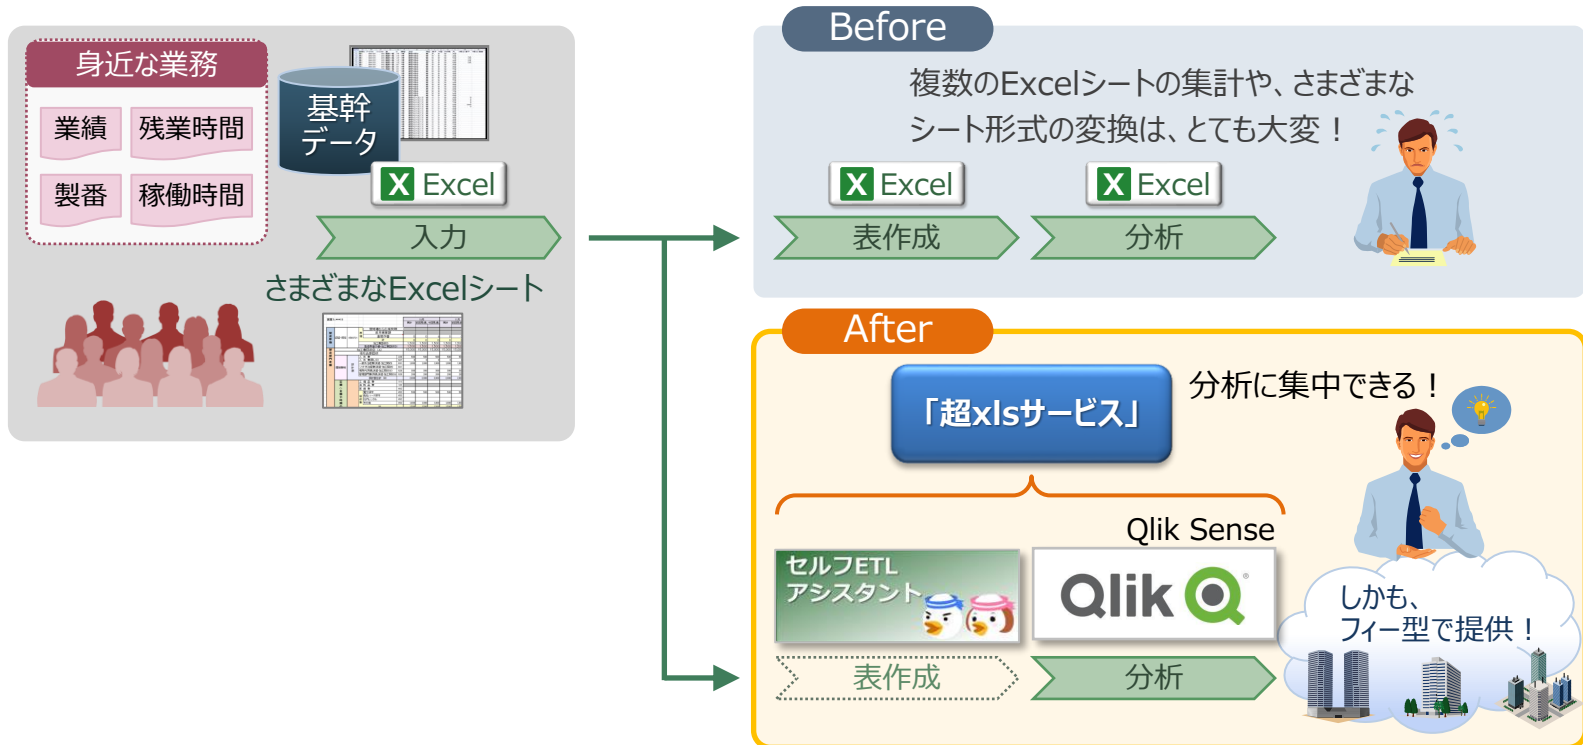 身近な業務
業績
残業時間
製番
稼働時間
基幹
データ
X Excel
入力
さまざまなExcelシート
Before
複数のExcelシートの集計や、さまざまな
シート形式の変換は、とても大変！
X Excel
X Excel
表作成
分析
After
「超xlsサービス」
分析に集中できる！
Qlik Sense
セルフETL
アシスタント
Qlik
しかも、
フィー型で提供！
表作成
分析